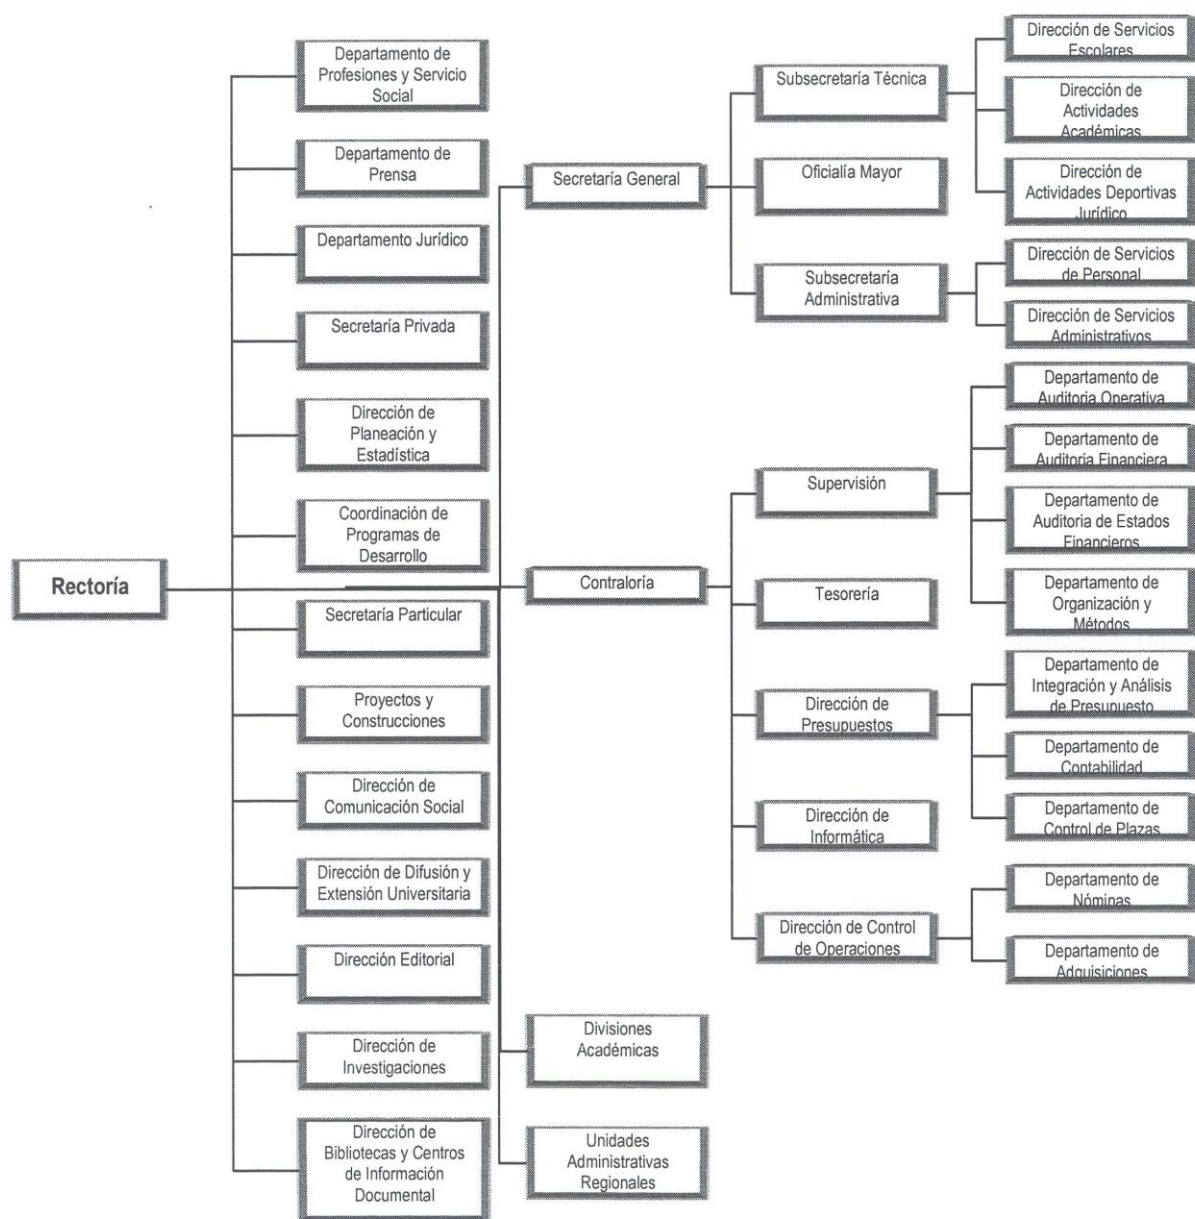 Rectoría
Departamento de
Profesiones y Servicio
Social
Departamento de
Prensa
Departamento Jurídico
Secretaría Privada
Dirección de
Planeación y
Estadística
Coordinación de
Programas de
Desarrollo
Secretaría Particular
Proyectos y
Construcciones
Dirección de
Comunicación Social
Dirección de Difusión y
Extensión Universitaria
Dirección Editorial
Dirección de
Investigaciones
Dirección de
Bibliotecas y Centros
de Información
Documental
Secretaría General
Contraloría
Divisiones
Académicas
Unidades
Administrativas
Regionales
Subsecretaría Técnica
Oficialía Mayor
Subsecretaría
Administrativa
Supervisión
Tesorería
Dirección de
Presupuestos
Dirección de
Informática
Dirección de Control
de Operaciones
Dirección de Servicios
Escolares
Dirección de
Actividades
Académicas
Dirección de
Actividades Deportivas
Jurídico
Dirección de Servicios
de Personal
Dirección de Servicios
Administrativos
Departamento de
Auditoria Operativa
Departamento de
Auditoria Financiera
Departamento de
Auditoria de Estados
Financieros
Departamento de
Organización y
Métodos
Departamento de
Integración y Análisis
de Presupuesto
Departamento de
Contabilidad
Departamento de
Control de Plazas
Departamento de
Nóminas
Departamento de
Adquisiciones